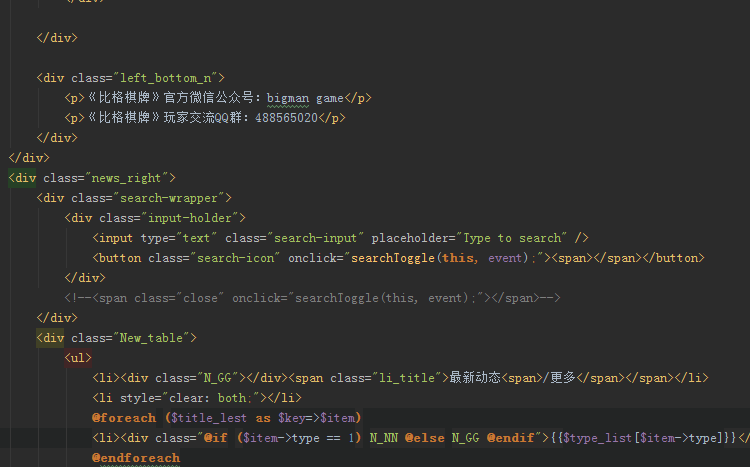 </div>
</div>
<div class="left_bottom_n">
<p>《比格棋牌》官方微信公众号：bigman game</p>
<p>《比格棋牌》玩家交流QQ群：488565020</p>
</div>
</div>
<div class="news_right">
<div class="search-wrapper">
<div class="input-holder">
<input type="text" class="search-input" placeholder="Type to search" />
<button class="search-icon" onclick="searchToggle(this, event);"><span></span></button>
</div>
<!--<span class="close" onclick="searchToggle(this, event);"></span>-->
</div>
<div class="New_table">
<ul>
<li><div class="N_GG"></div><span class="li_title">最新动态<span>/更多</span></span></li>
<li style="clear: both;"></li>
@foreach ($title_lest as $key=>$item)
<li><div class="@if ($item->type == 1) N_NN @else N_GG @endif">{{$type_list[$item->type]}}</
@endforeach